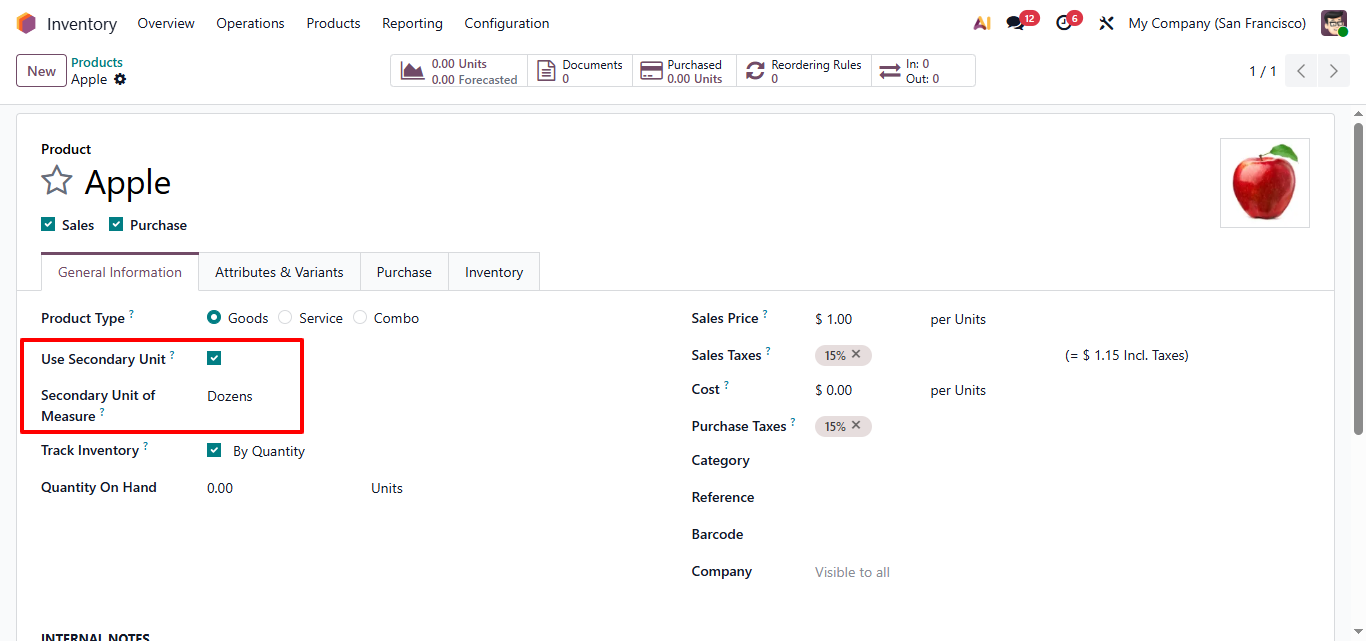 Inventory Overview Operations Products Reporting Configuration AI 12 6 My Company (San Francisco)
New Products
Apple
0.00 Units
0.00 Forecasted
Documents
0
Purchased
0.00 Units
Reordering Rules
0
In: 0
Out: 0
1 / 1
Product
Apple
Sales Purchase
General Information Attributes & Variants Purchase Inventory
Product Type ? Goods Service Combo
Use Secondary Unit ?
Secondary Unit of
Measure ?
Dozens
Track Inventory ? By Quantity
Quantity On Hand 0.00 Units
Sales Price ? $ 1.00 per Units
Sales Taxes ? 15% (= $ 1.15 Incl. Taxes)
Cost ? $ 0.00 per Units
Purchase Taxes ? 15%
Category
Reference
Barcode
Company Visible to all
INTERNAL NOTES